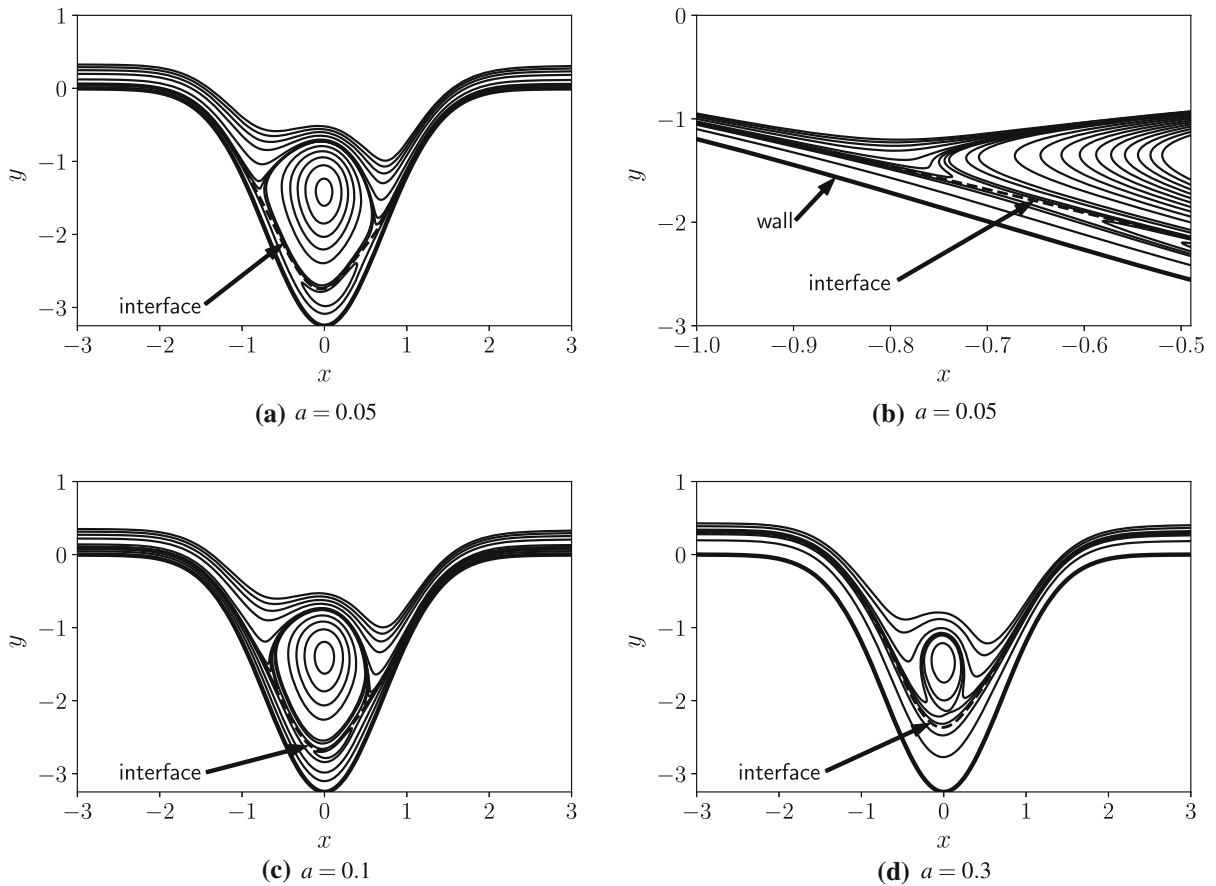 1
0
−1
−2
−3
y
interface
−3 −2 −1 0 1 2 3
x
(a) a = 0.05
0
−1
−2
−3
y
wall
interface
−1.0 −0.9 −0.8 −0.7 −0.6 −0.5
x
(b) a = 0.05
1
0
−1
−2
−3
y
interface
−3 −2 −1 0 1 2 3
x
(c) a = 0.1
1
0
−1
−2
−3
y
interface
−3 −2 −1 0 1 2 3
x
(d) a = 0.3